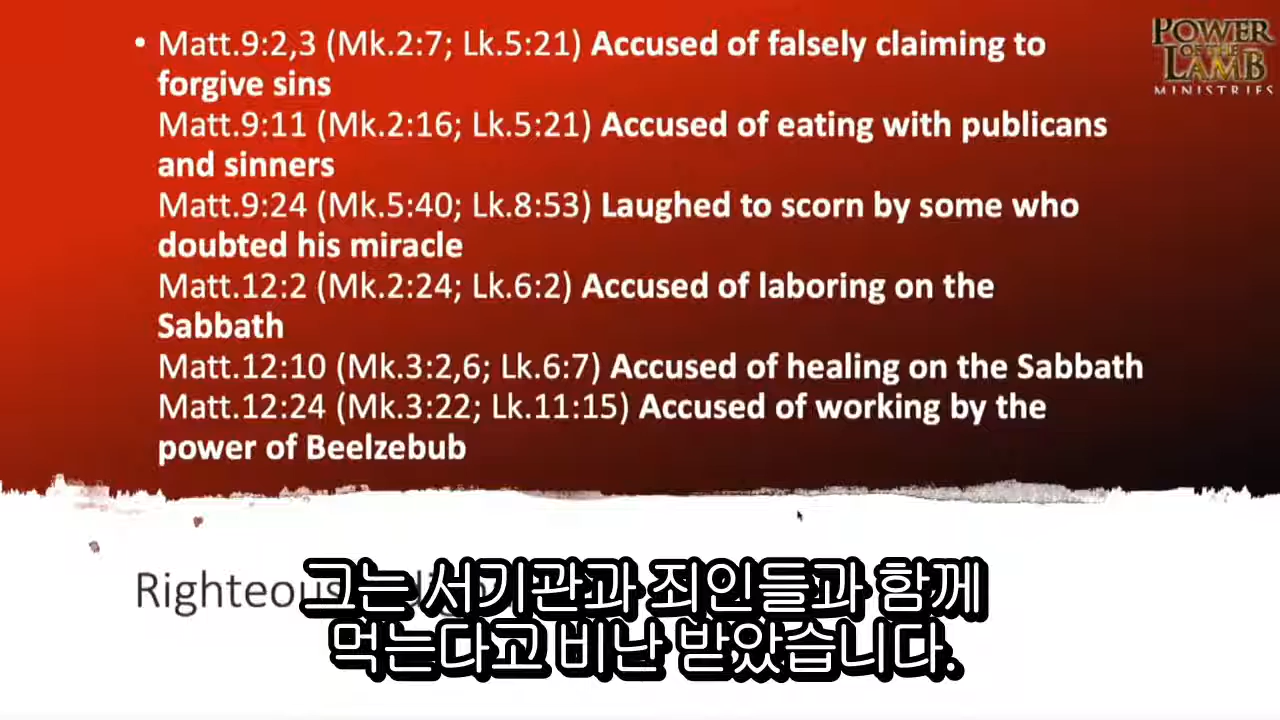 • Matt.9:2,3 (Mk.2:7; Lk.5:21) Accused of falsely claiming to
forgive sins
Matt.9:11 (Mk.2:16; Lk.5:21) Accused of eating with publicans
and sinners
Matt.9:24 (Mk.5:40; Lk.8:53) Laughed to scorn by some who
doubted his miracle
Matt.12:2 (Mk.2:24; Lk.6:2) Accused of laboring on the
Sabbath
Matt.12:10 (Mk.3:2,6; Lk.6:7) Accused of healing on the Sabbath
Matt.12:24 (Mk.3:22; Lk.11:15) Accused of working by the
power of Beelzebub
POWER
OF THE
LAMB
MINISTRIES
Righteous
그는 서기관과 죄인들과 함께
먹는다고 비난 받았습니다.